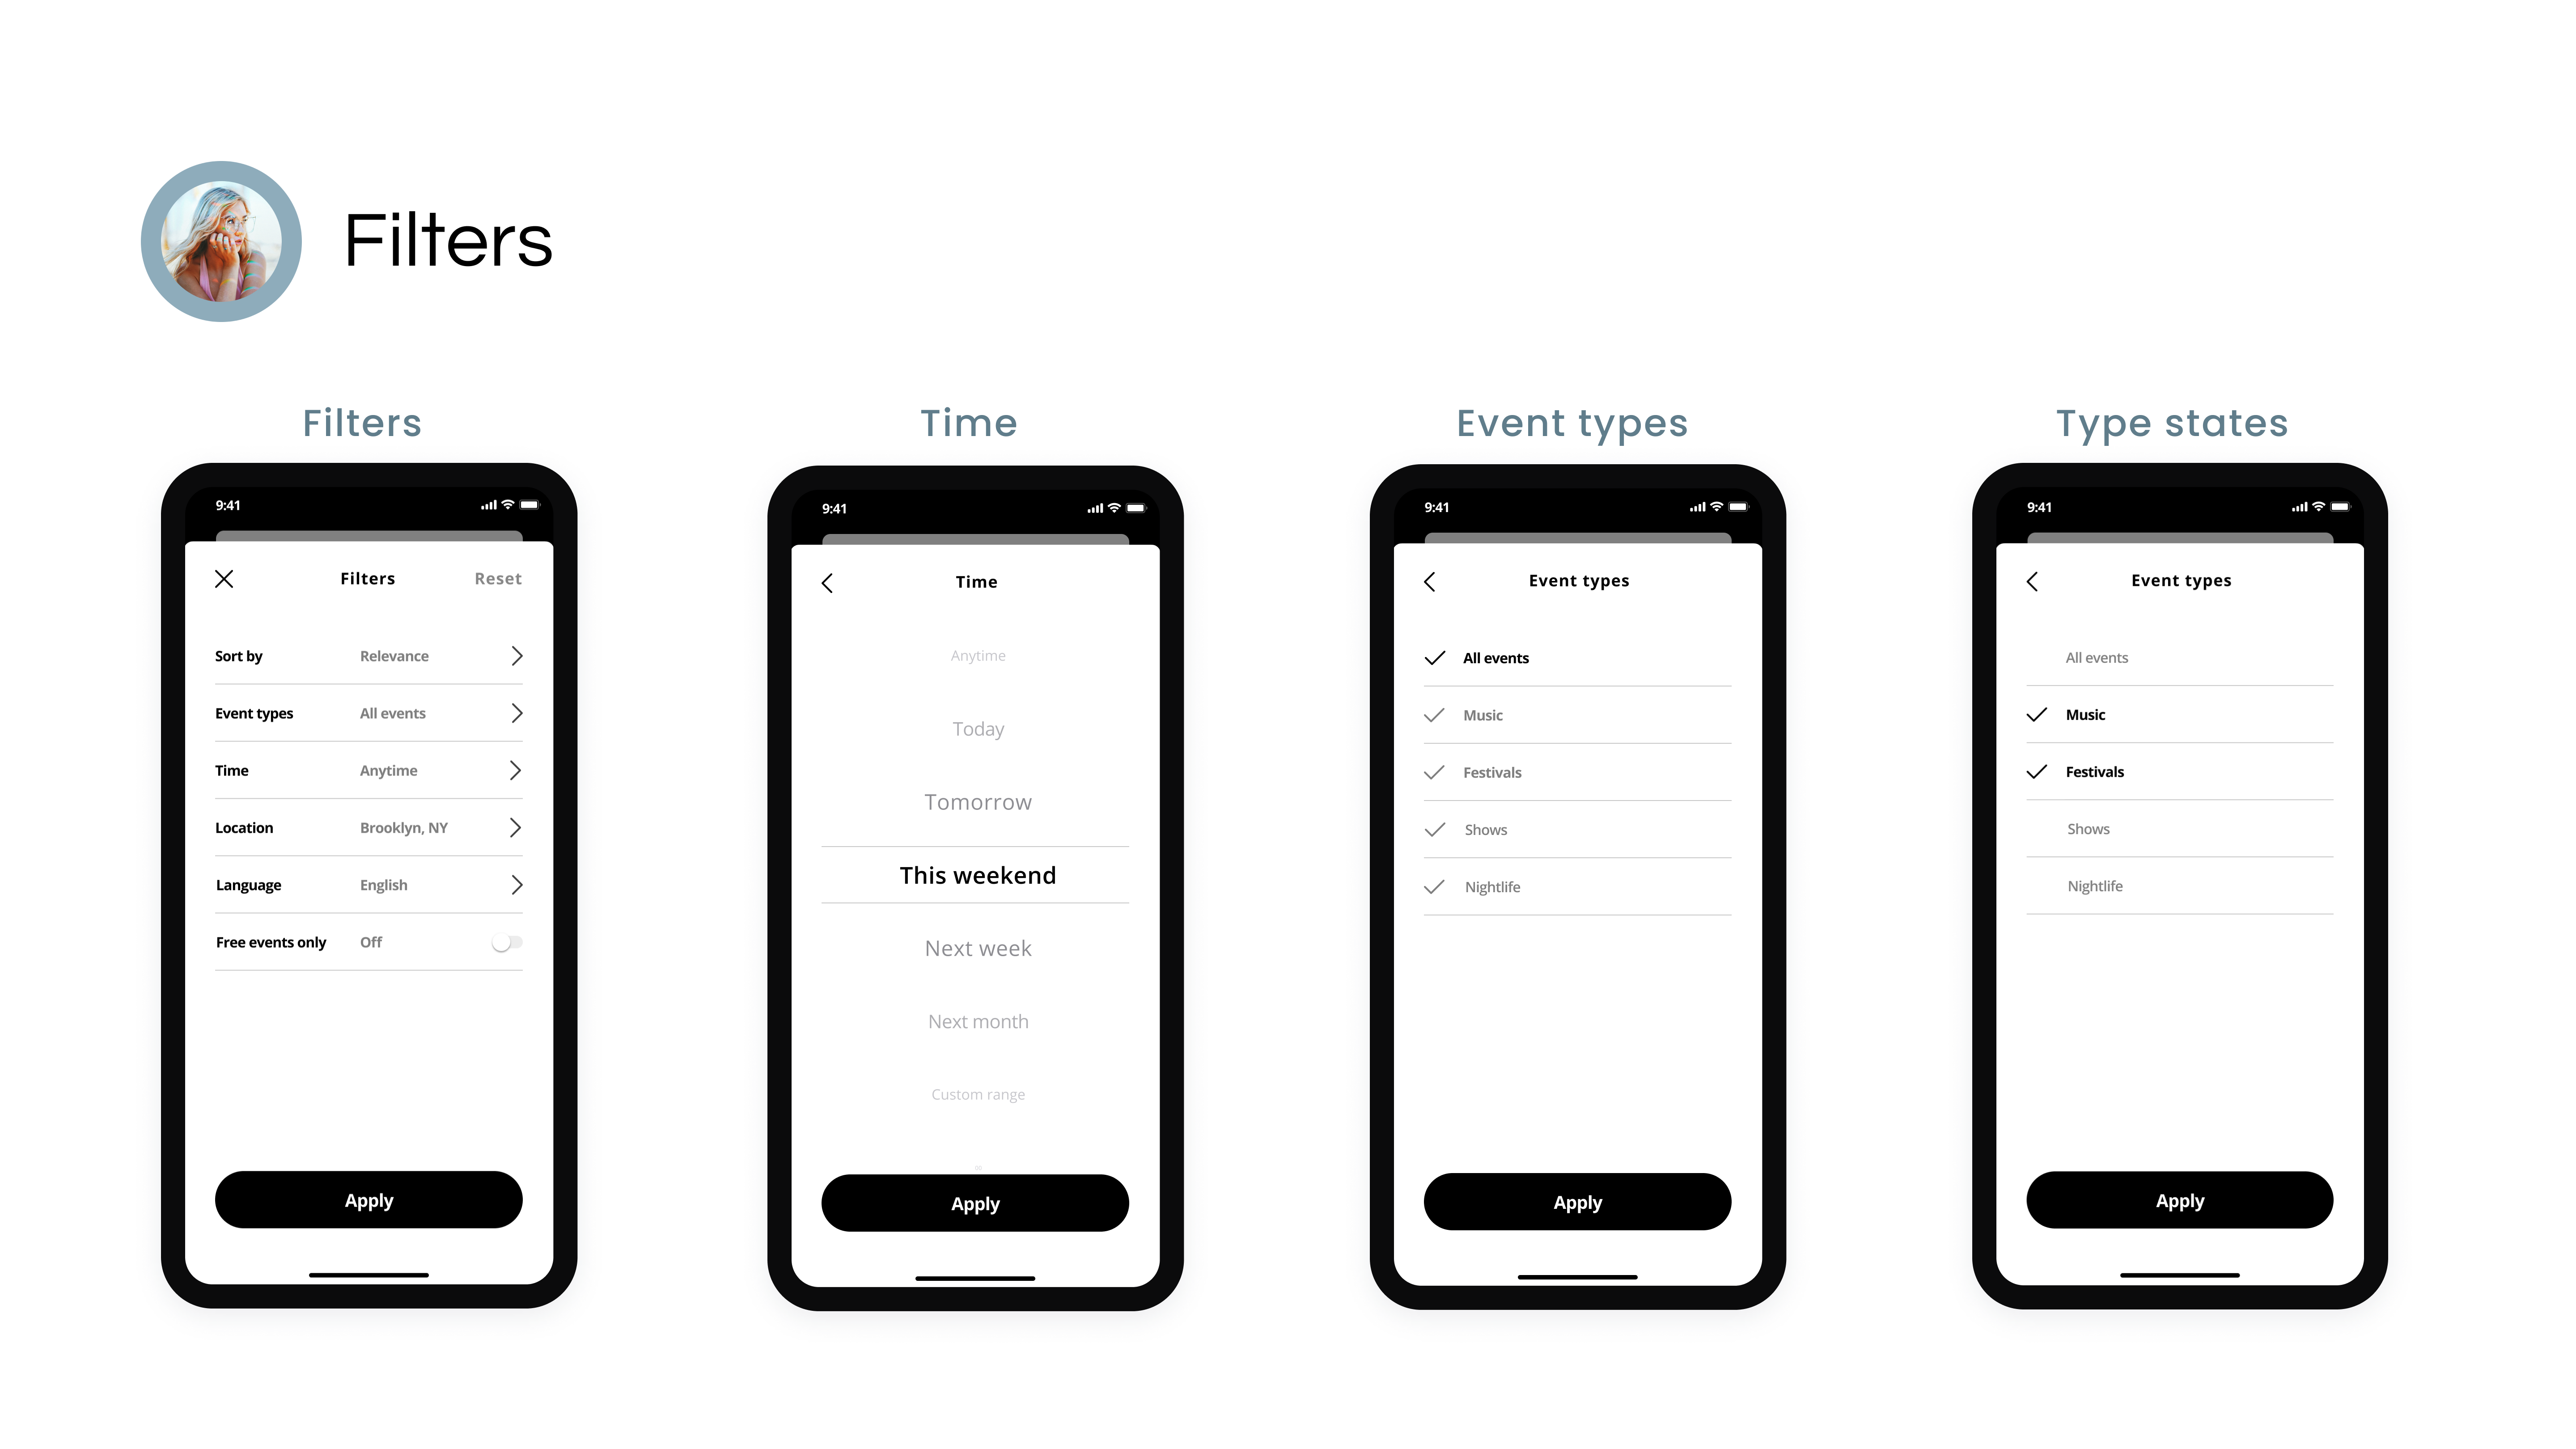 Filters
Filters
9:41
Filters
Reset
Sort by
Relevance
Event types
All events
Time
Anytime
Location
Brooklyn, NY
Language
English
Free events only
Off
Apply
Time
9:41
Time
Anytime
Today
Tomorrow
This weekend
Next week
Next month
Custom range
Apply
Event types
9:41
Event types
All events
Music
Festivals
Shows
Nightlife
Apply
Type states
9:41
Event types
All events
Music
Festivals
Shows
Nightlife
Apply